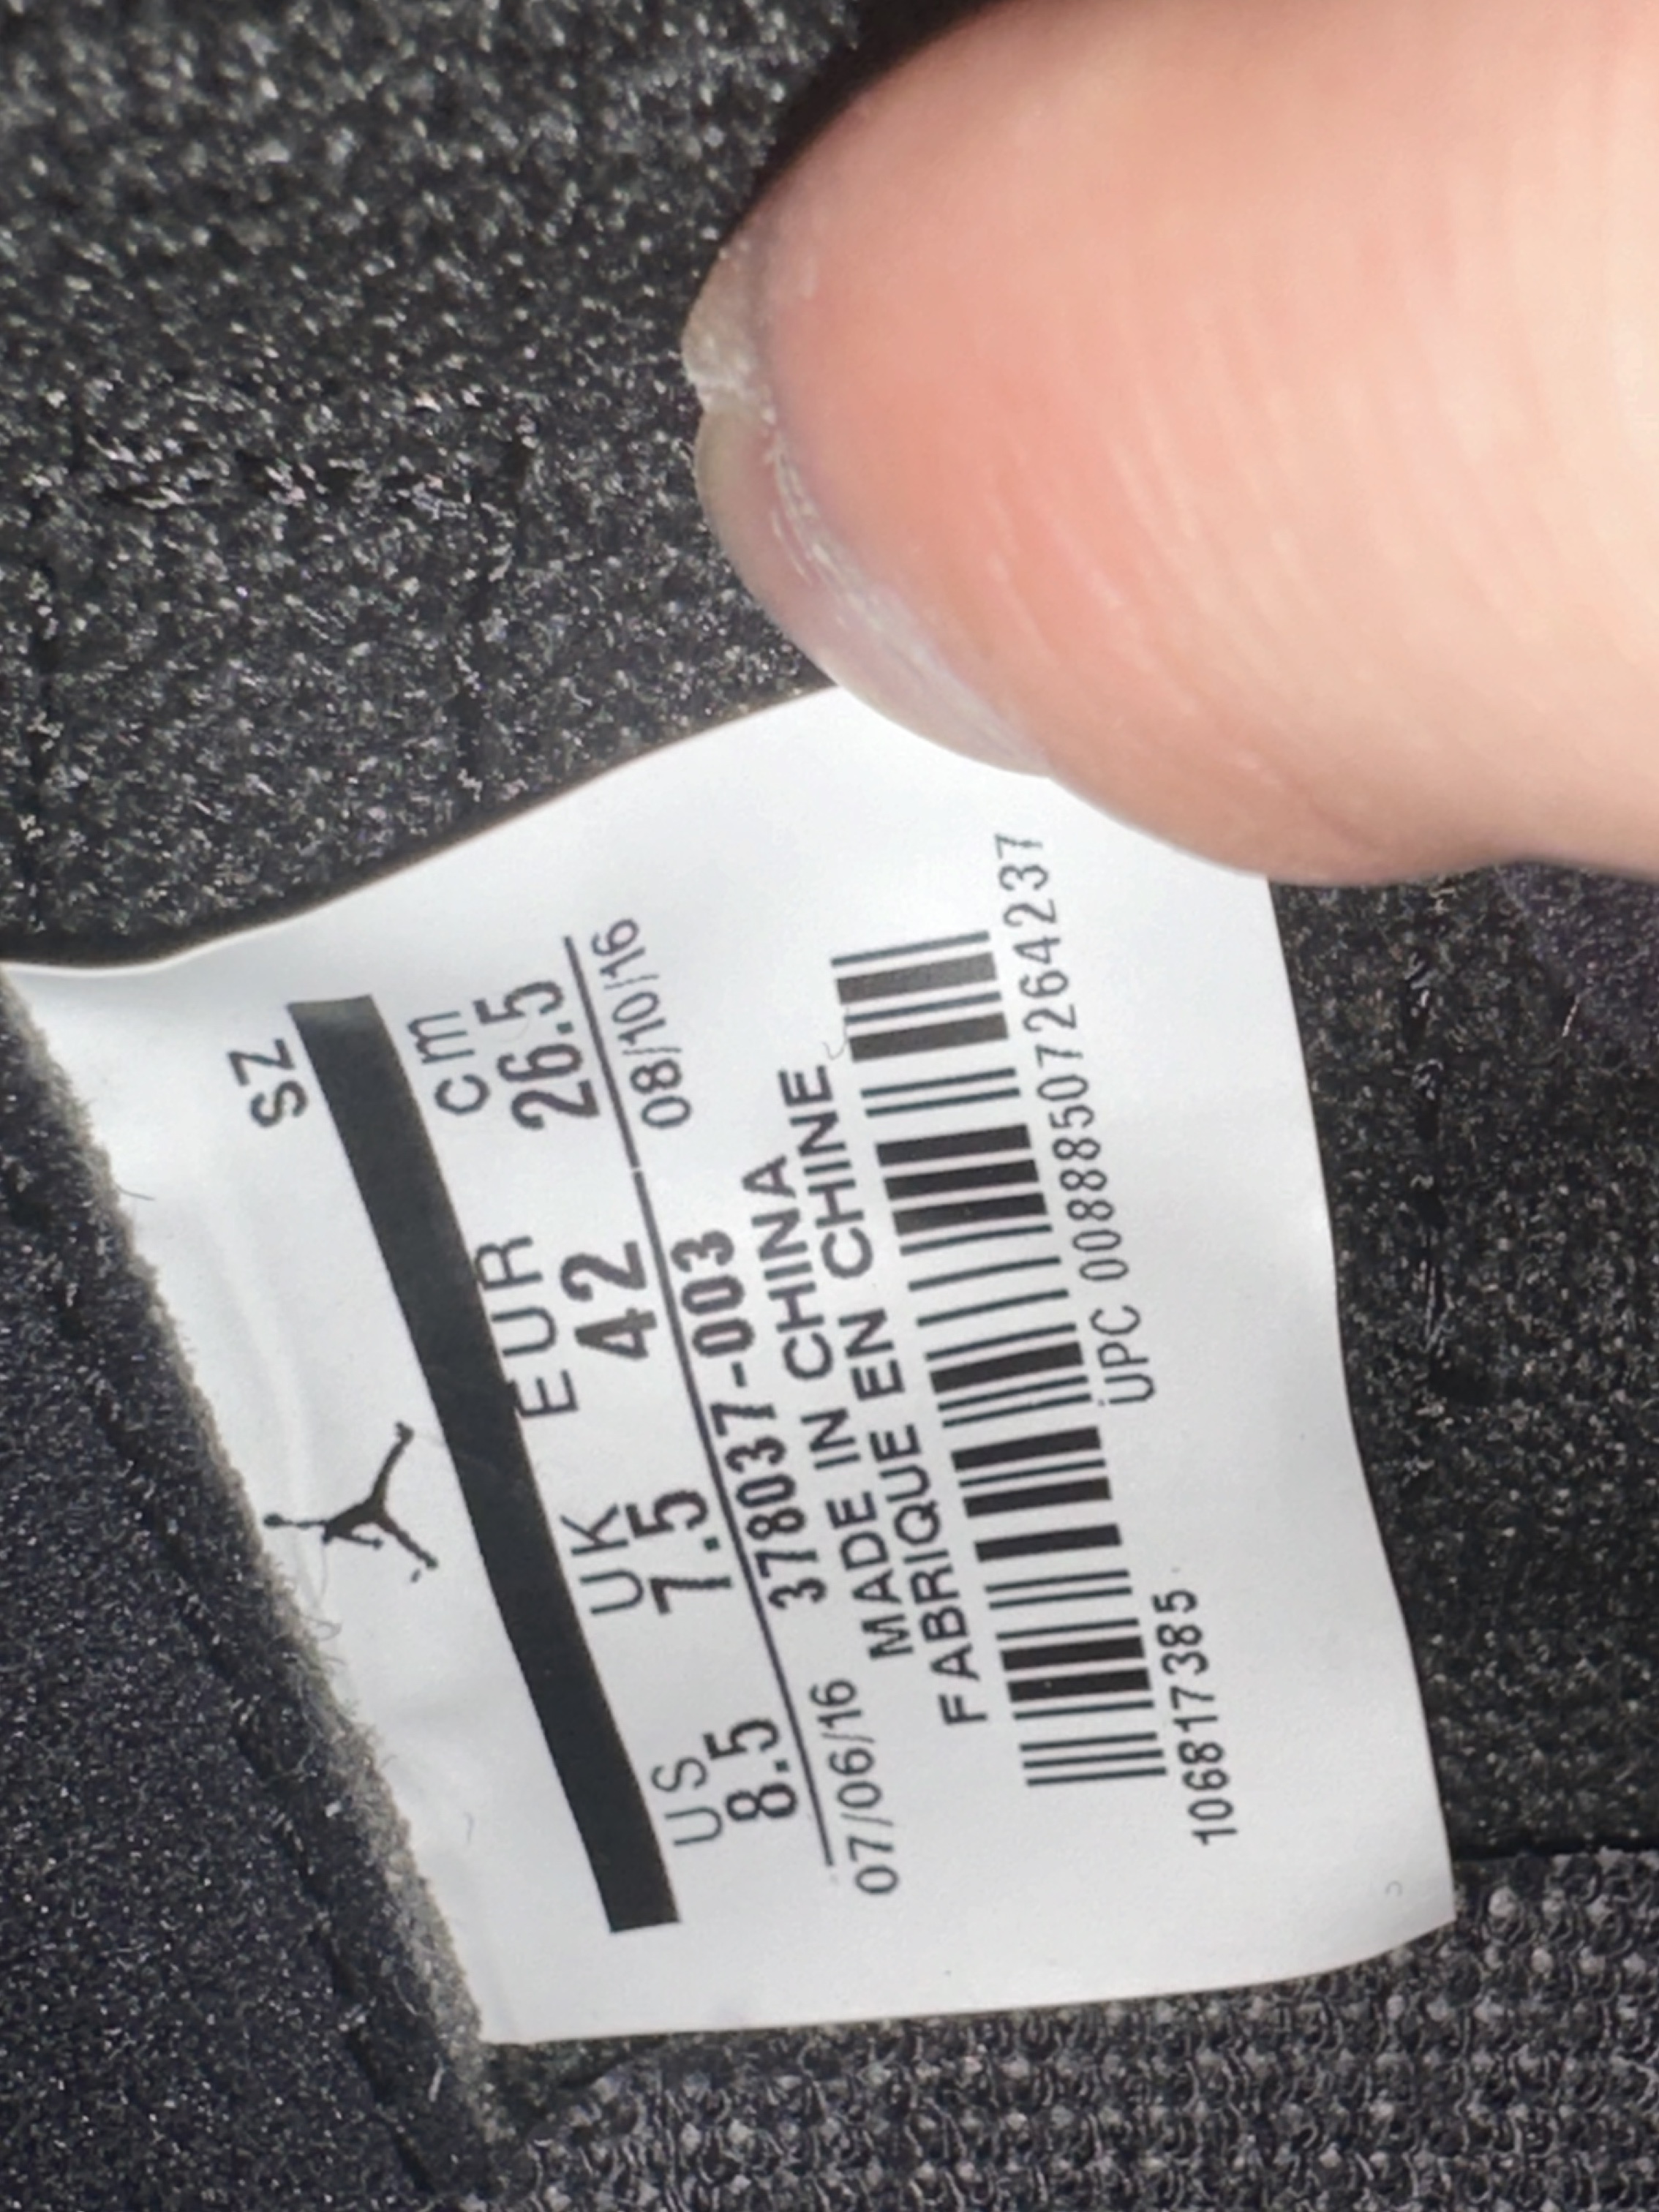 SZ
US UK EUR cm
8.5 7.5 42 26.5
07/06/16 378037-003 08/10/16
MADE IN CHINA
FABRIQUE EN CHINE
UPC 00888507264237
106817385